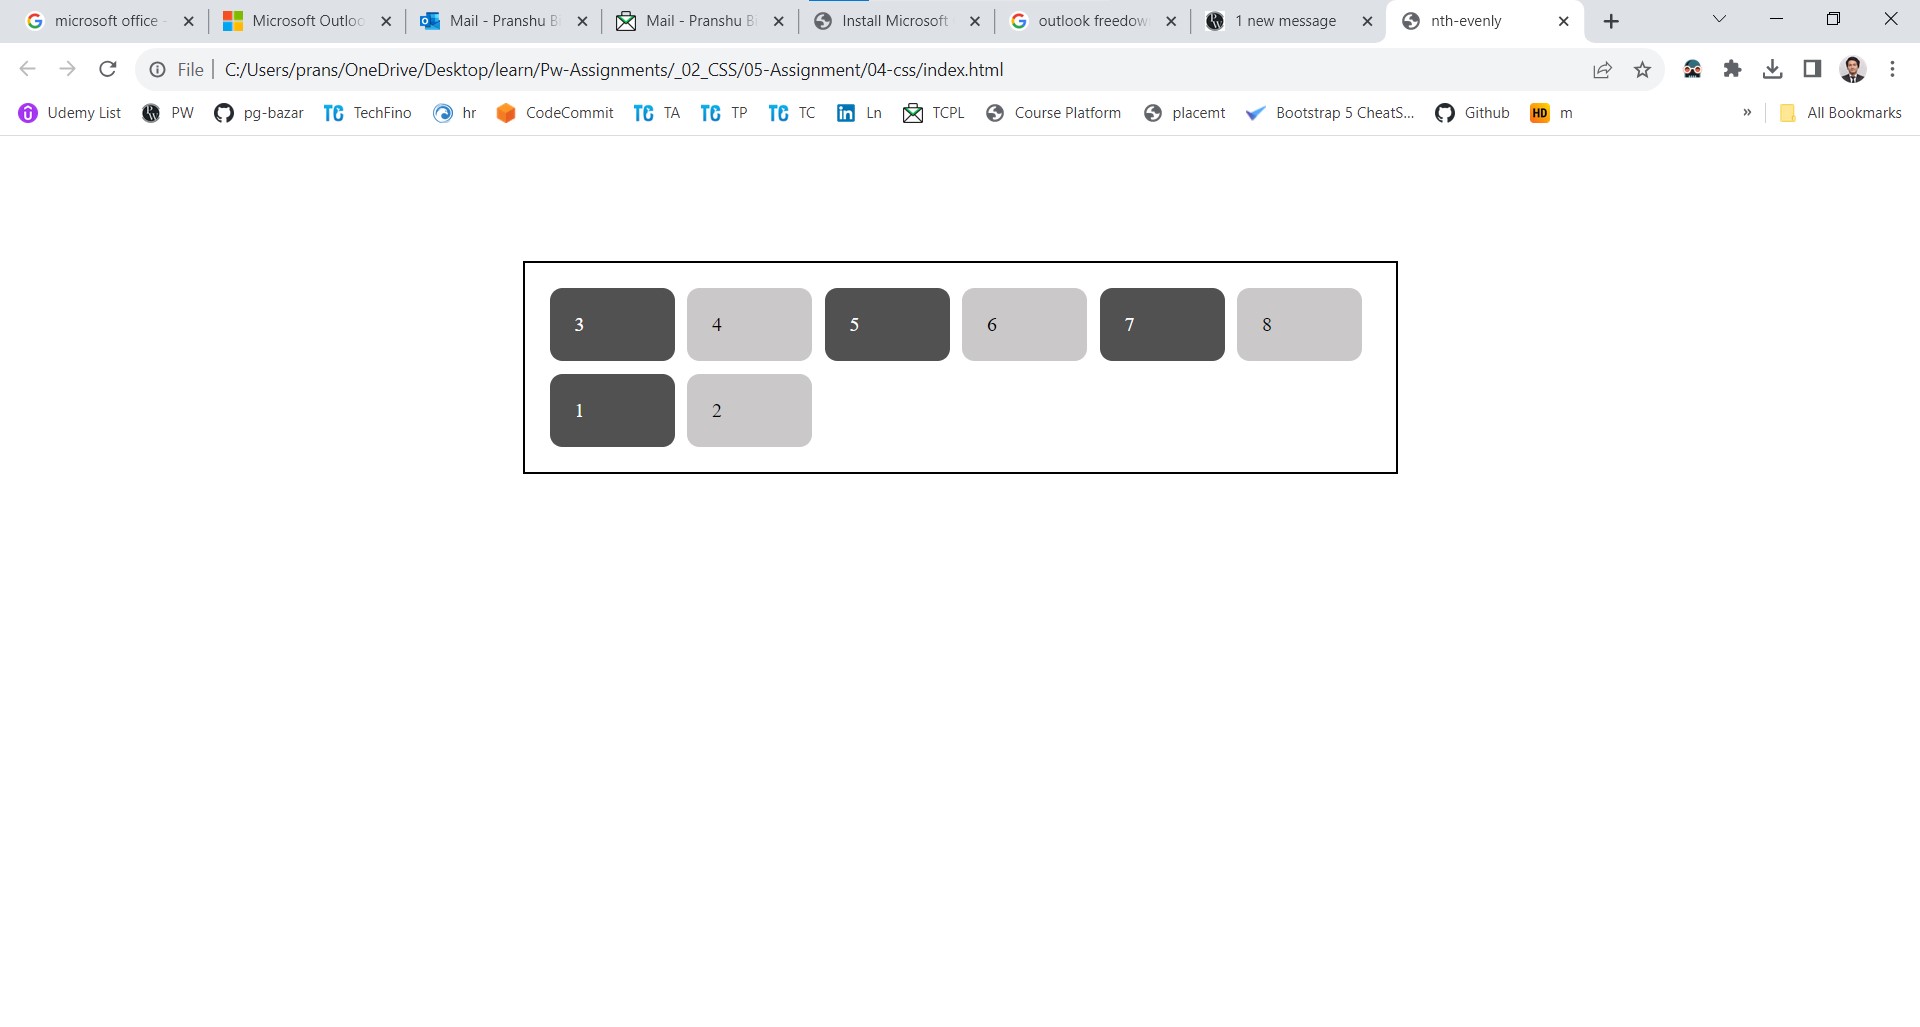 microsoft office -
Microsoft Outloo
Mail - Pranshu B
Mail - Pranshu Bi
Install Microsoft
outlook freedow
1 new message
nth-evenly
File | C:/Users/prans/OneDrive/Desktop/learn/Pw-Assignments/_02_CSS/05-Assignment/04-css/index.html
Udemy List PW pg-bazar TechFino hr CodeCommit TA TP TC Ln TCPL Course Platform placemt Bootstrap 5 CheatS... Github HD m » All Bookmarks
3 4 5 6 7 8
1 2